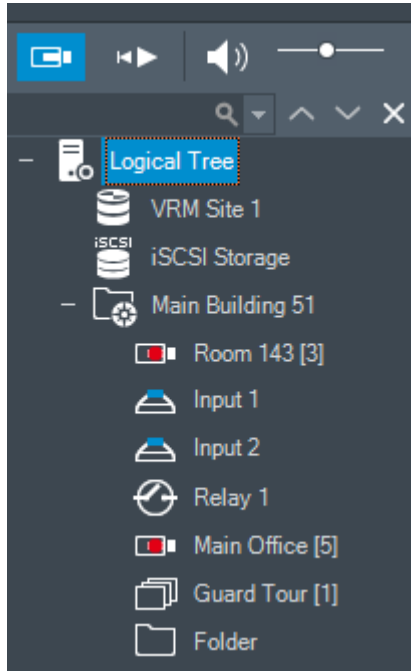 Logical Tree
VRM Site 1
iSCSI
iSCSI Storage
Main Building 51
Room 143 [3]
Input 1
Input 2
Relay 1
Main Office [5]
Guard Tour [1]
Folder